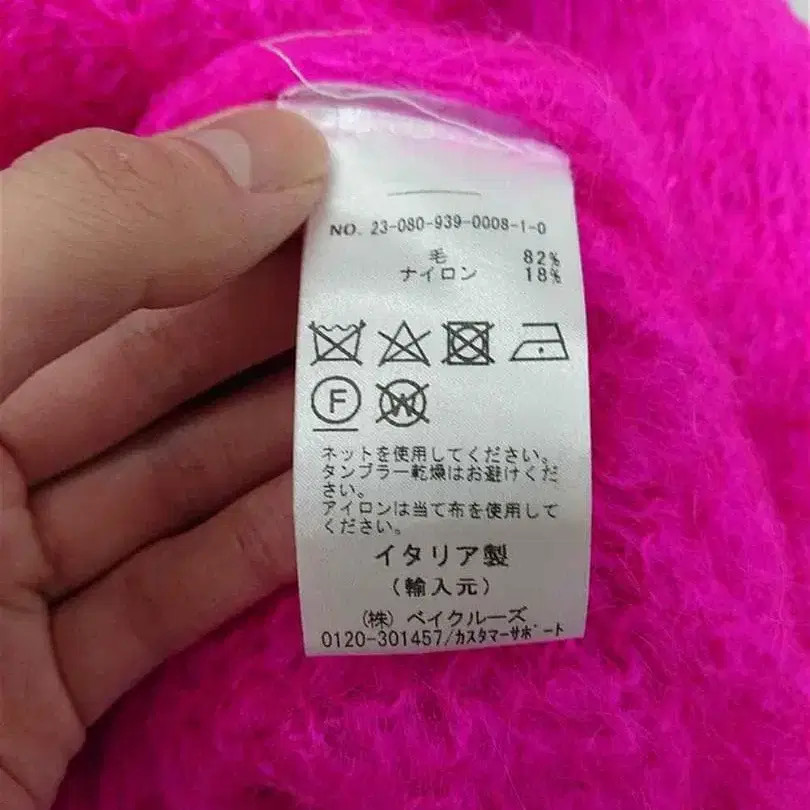 NO. 23-080-939-0008-1-0
毛 82%
ナイロン 18%
F W
ネットを使用してください。
タンブラー乾燥はお避けくだ
さい。
アイロンは当て布を使用して
ください。
イタリア製
(輸入元)
(株) ベイクルーズ
0120-301457/カスタマーサポート